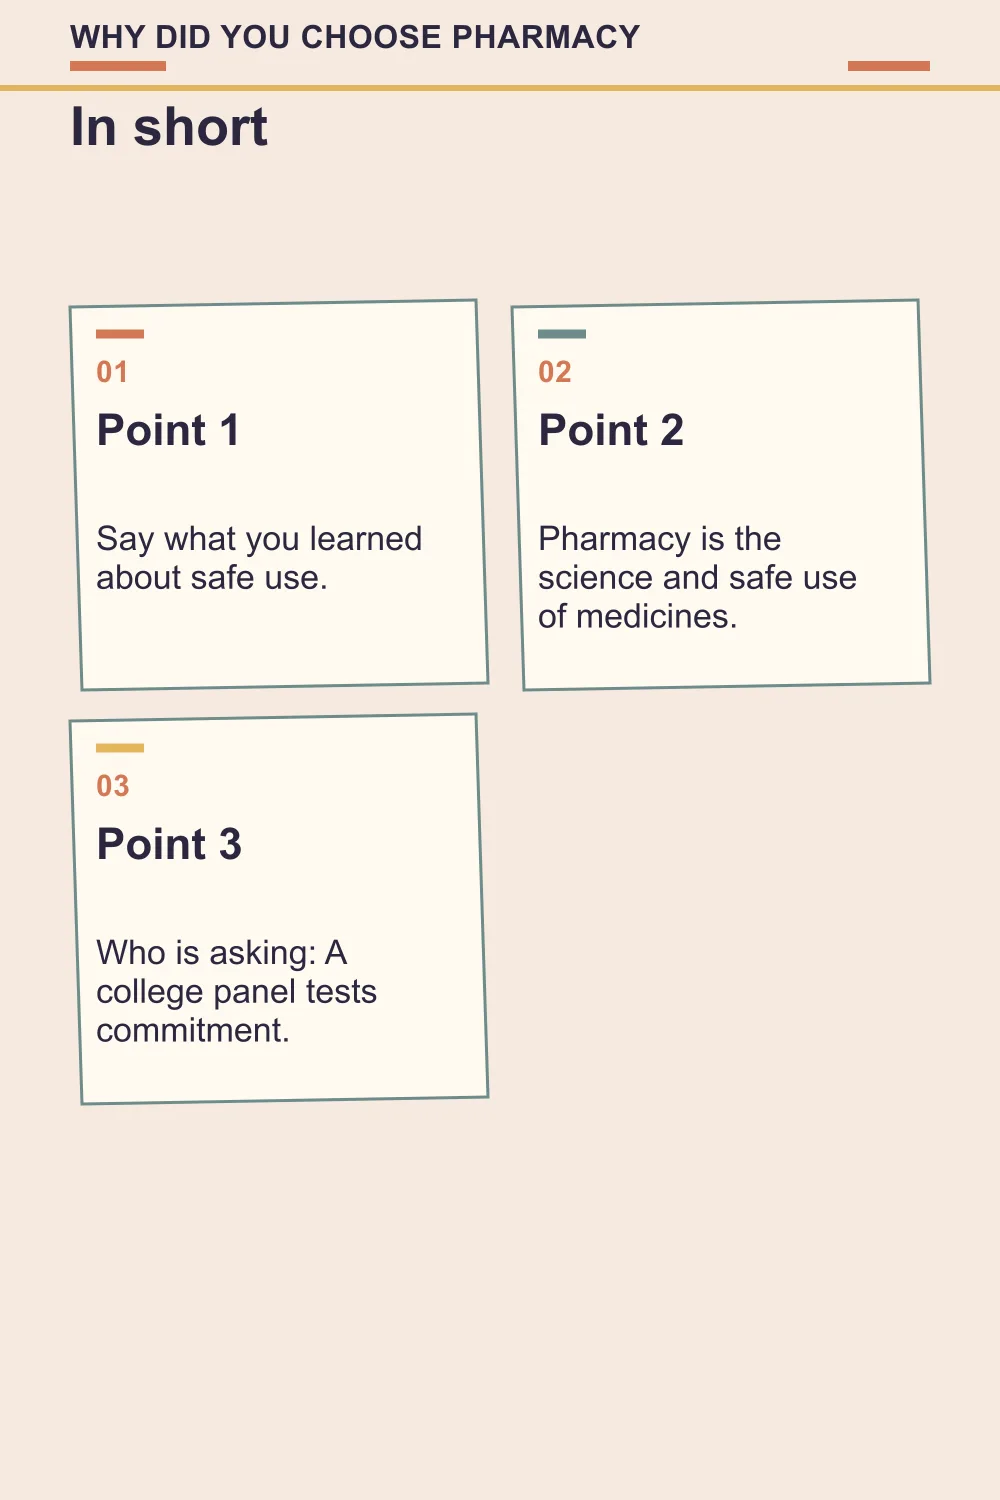 WHY DID YOU CHOOSE PHARMACY
In short
01
Point 1
Say what you learned
about safe use.
02
Point 2
Pharmacy is the
science and safe use
of medicines.
03
Point 3
Who is asking: A
college panel tests
commitment.